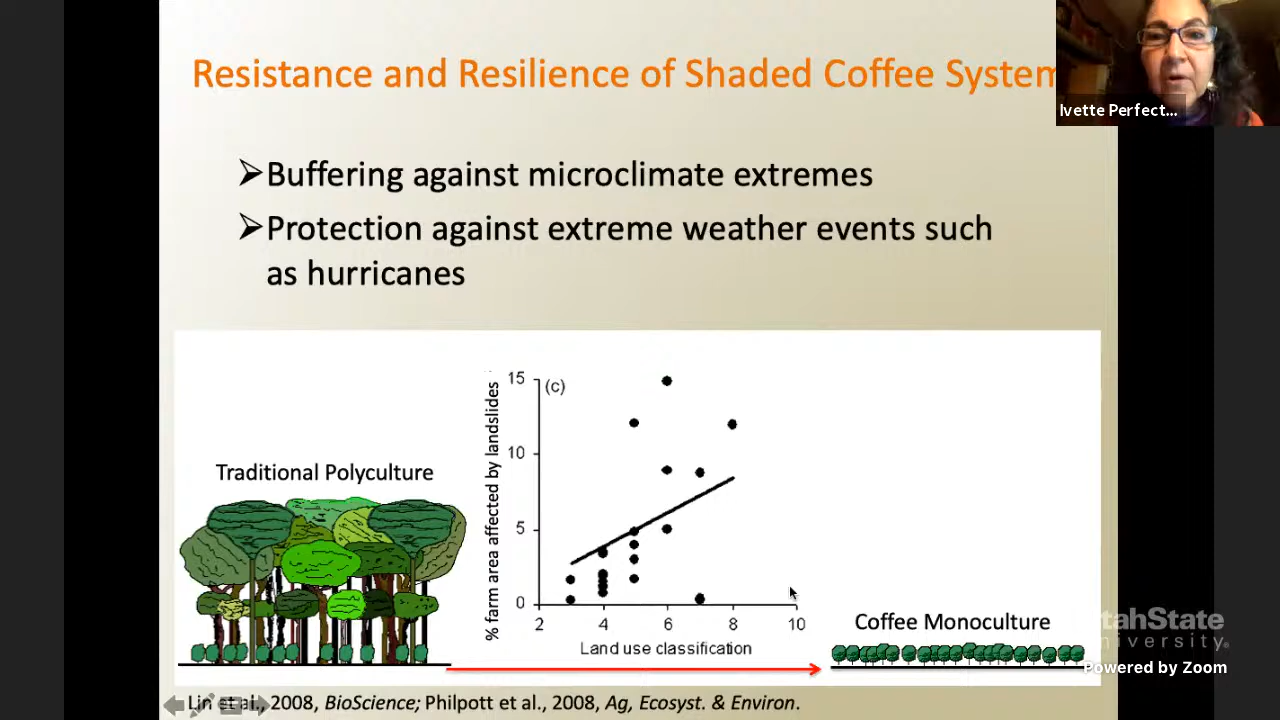 Resistance and Resilience of Shaded Coffee System
Ivette Perfect...
➢Buffering against microclimate extremes
➢Protection against extreme weather events such
as hurricanes
Traditional Polyculture
% farm area affected by landslides
15
10
5
0
(c)
2 4 6 8 10
Land use classification
Coffee Monoculture
tahState
University
Powered by Zoom
Lin et al., 2008, BioScience; Philpott et al., 2008, Ag, Ecosyst. & Environ.